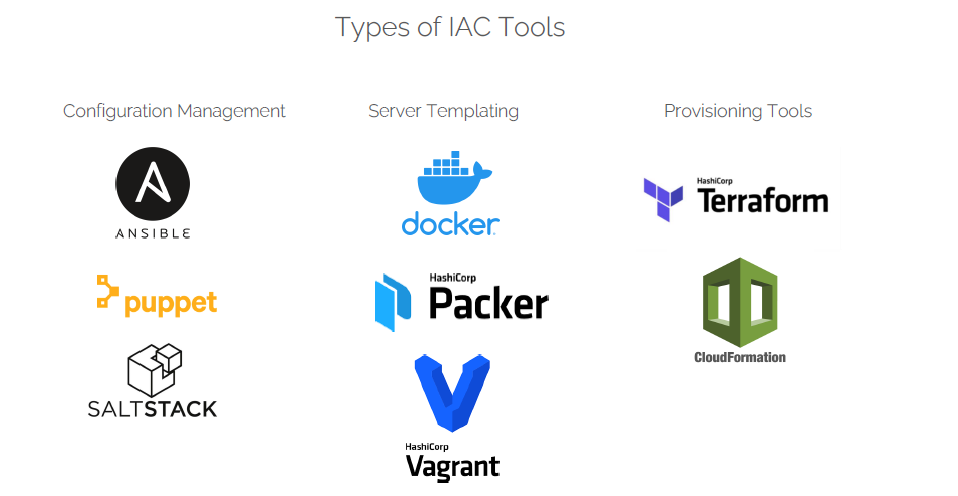 Types of IAC Tools
Configuration Management
Server Templating
Provisioning Tools
ANSIBLE
puppet
SALTSTACK
docker
HashiCorp
Packer
HashiCorp
Vagrant
HashiCorp
Terraform
CloudFormation